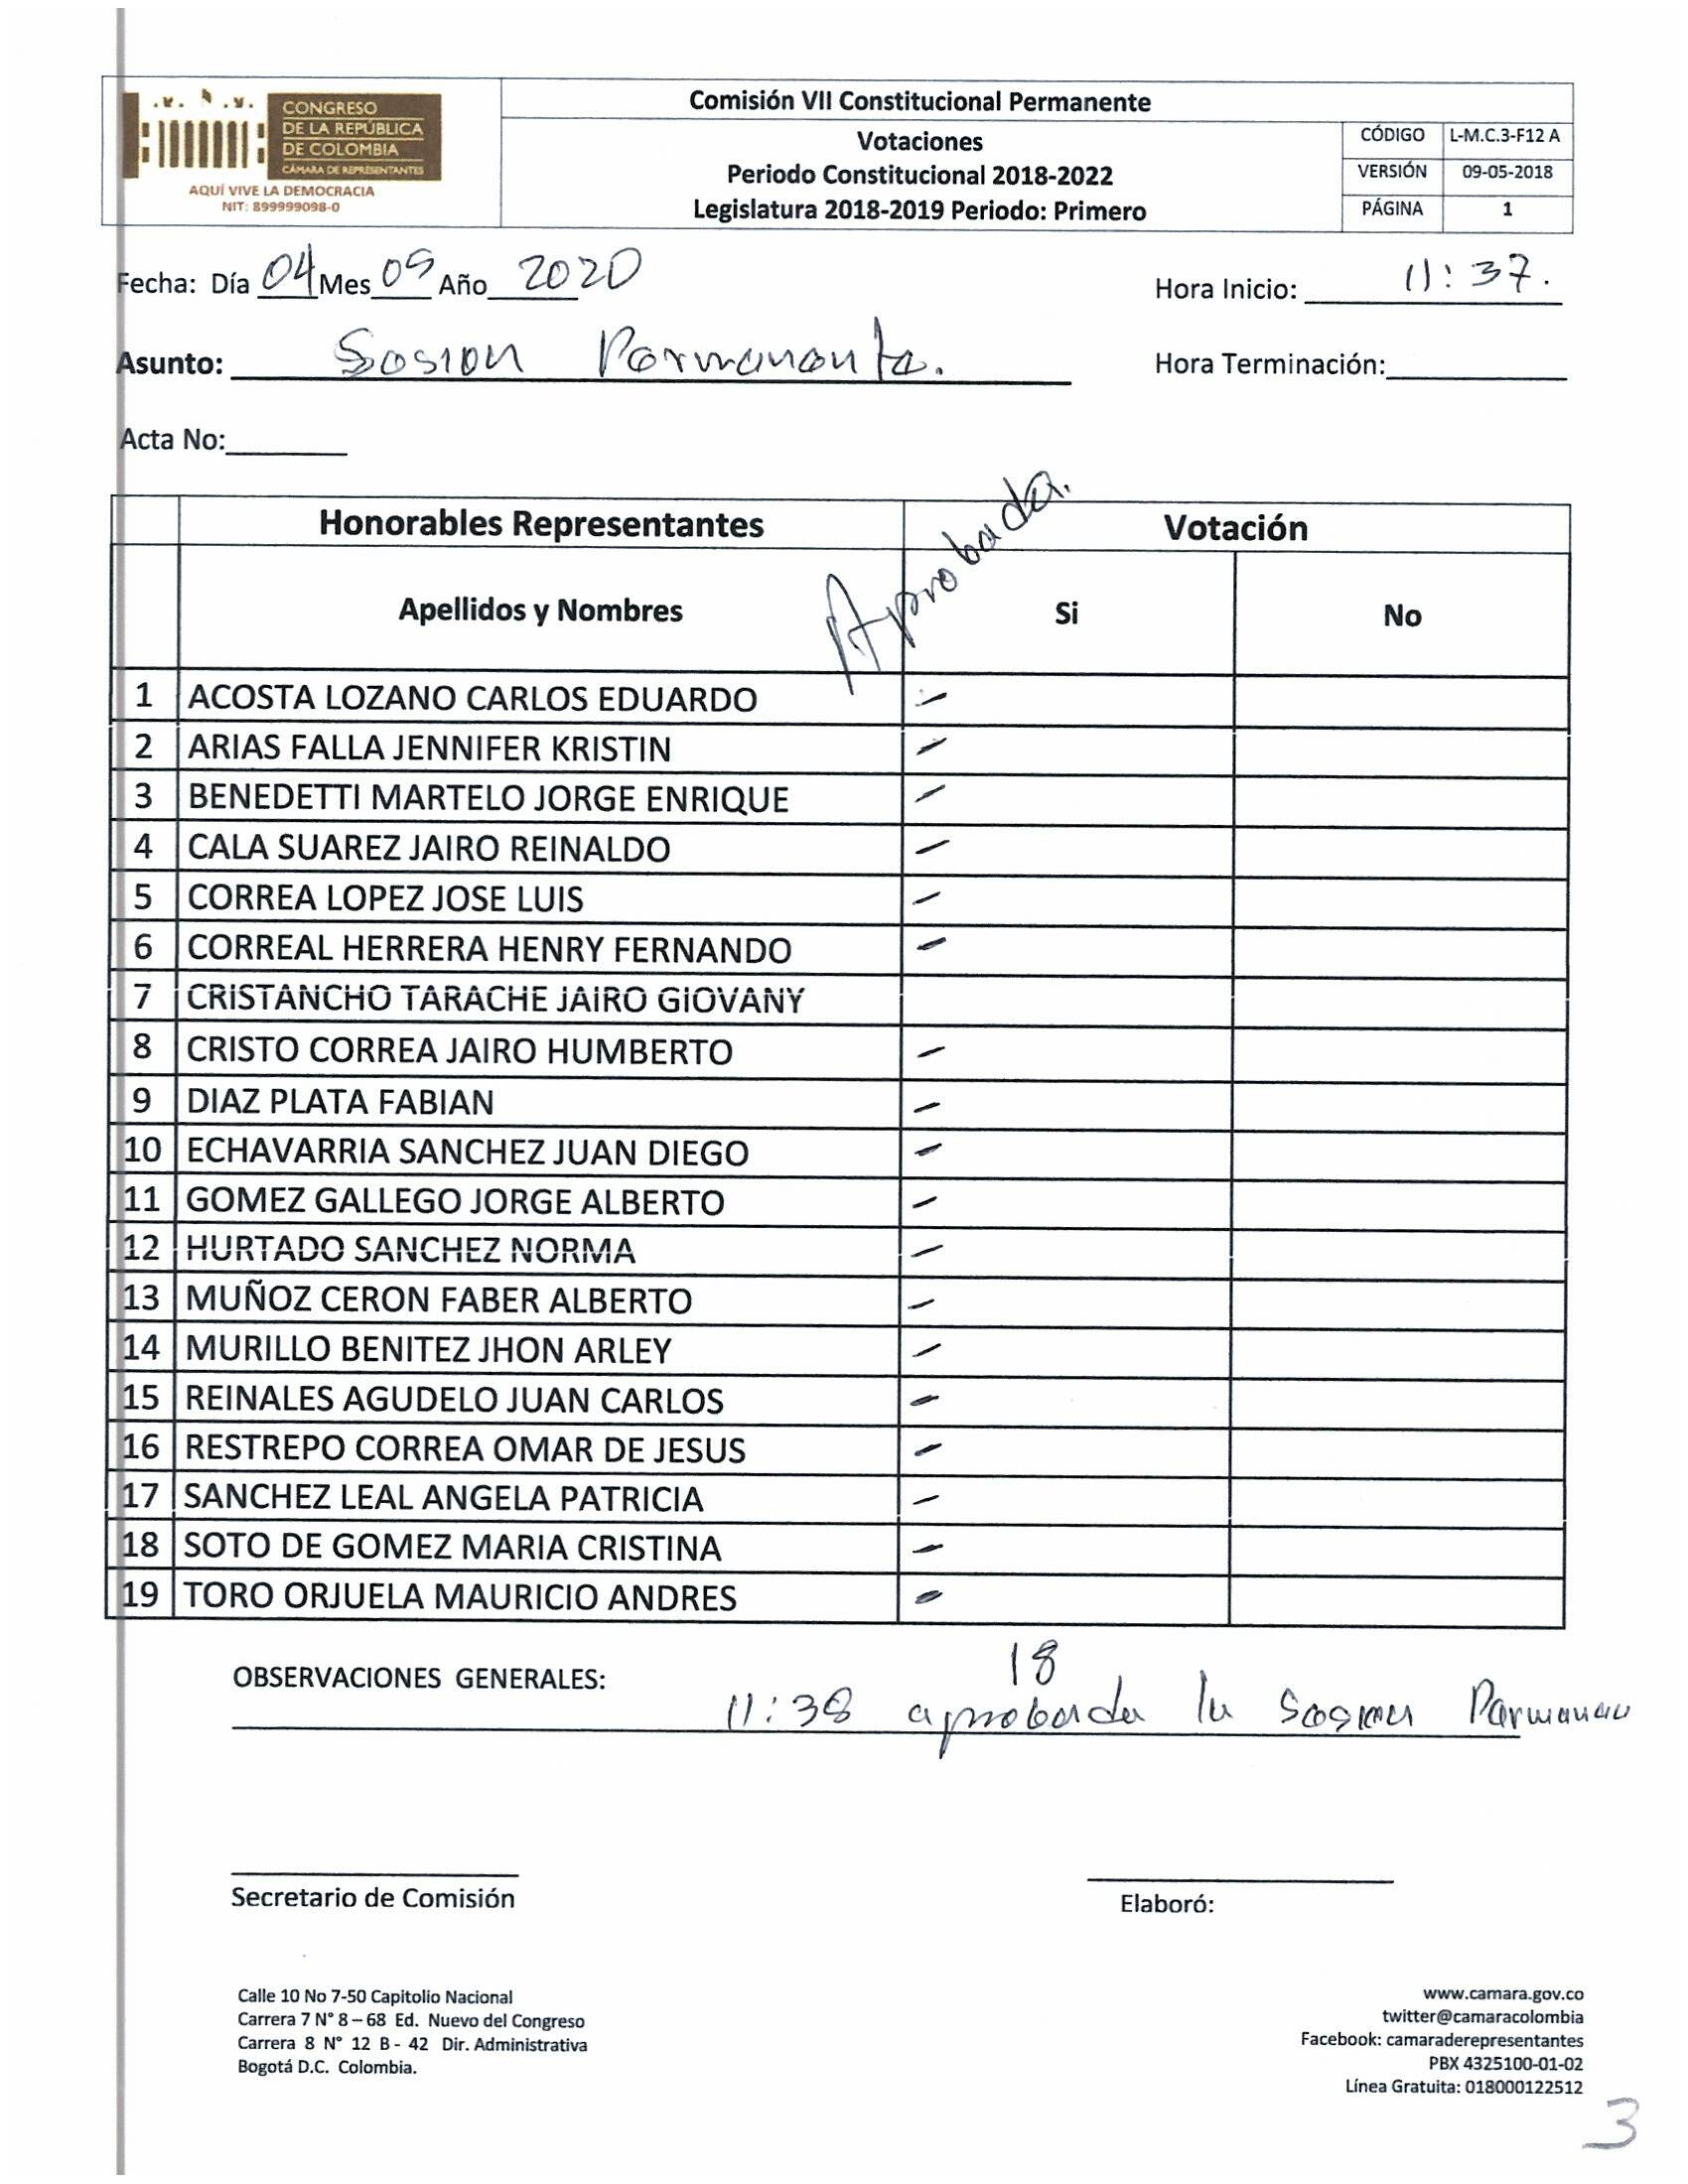 CONGRESO
DE LA REPÚBLICA
DE COLOMBIA
CÁMARA DE REPRESENTANTES
AQUÍ VIVE LA DEMOCRACIA
NIT: 899999098-0
Comisión VII Constitucional Permanente
Votaciones
Periodo Constitucional 2018-2022
Legislatura 2018-2019 Periodo: Primero
CÓDIGO L-M.C.3-F12 A
VERSIÓN 09-05-2018
PÁGINA 1
Fecha: Día 04 Mes 09 Año 2020 Hora Inicio: 11:37.
Asunto: Sesion Permanente. Hora Terminación:
Acta No:
Aprobada.
Honorables Representantes Votación
Apellidos y Nombres Si No
1 ACOSTA LOZANO CARLOS EDUARDO
2 ARIAS FALLA JENNIFER KRISTIN
3 BENEDETTI MARTELO JORGE ENRIQUE
4 CALA SUAREZ JAIRO REINALDO
5 CORREA LOPEZ JOSE LUIS
6 CORREAL HERRERA HENRY FERNANDO
7 CRISTANCHO TARACHE JAIRO GIOVANY
8 CRISTO CORREA JAIRO HUMBERTO
9 DIAZ PLATA FABIAN
10 ECHAVARRIA SANCHEZ JUAN DIEGO
11 GOMEZ GALLEGO JORGE ALBERTO
12 HURTADO SANCHEZ NORMA
13 MUÑOZ CERON FABER ALBERTO
14 MURILLO BENITEZ JHON ARLEY
15 REINALES AGUDELO JUAN CARLOS
16 RESTREPO CORREA OMAR DE JESUS
17 SANCHEZ LEAL ANGELA PATRICIA
18 SOTO DE GOMEZ MARIA CRISTINA
19 TORO ORJUELA MAURICIO ANDRES
18
OBSERVACIONES GENERALES:
11:38 aprobada la Sesion
Secretario de Comisión
Elaboró:
Calle 10 No 7-50 Capitolio Nacional
Carrera 7 N° 8 – 68 Ed. Nuevo del Congreso
Carrera 8 N° 12 B - 42 Dir. Administrativa
Bogotá D.C. Colombia.
www.camara.gov.co
twitter@camaracolombia
Facebook: camaraderepresentantes
PBX 4325100-01-02
Línea Gratuita: 018000122512
3